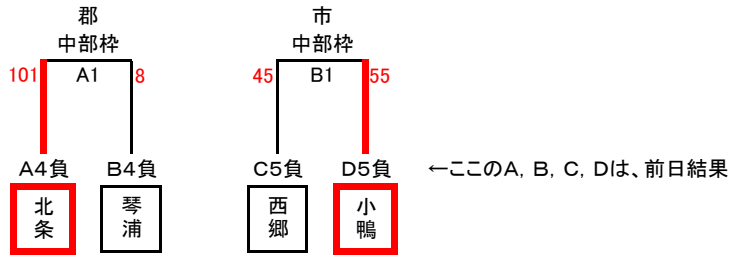 郡 市
中部枠 中部枠
101 A1 8 45 B1 55
A4負 B4負 C5負 D5負 ←ここのA, B, C, Dは、前日結果
北条 琴浦 西郷 小鴨